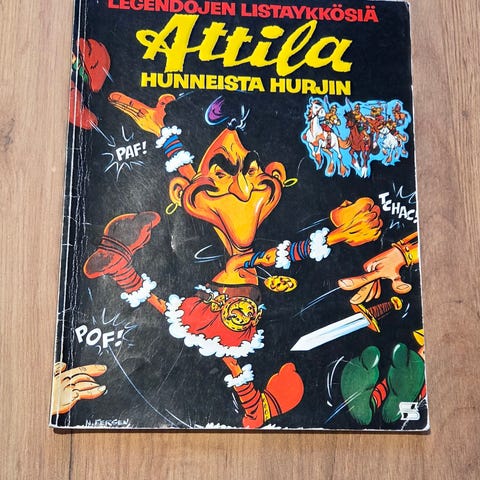 LEGENDOJEN LISTAYKKÖSIÄ
Attila
HUNNEISTA HURJIN
PAF!
TCHAC!
POF!